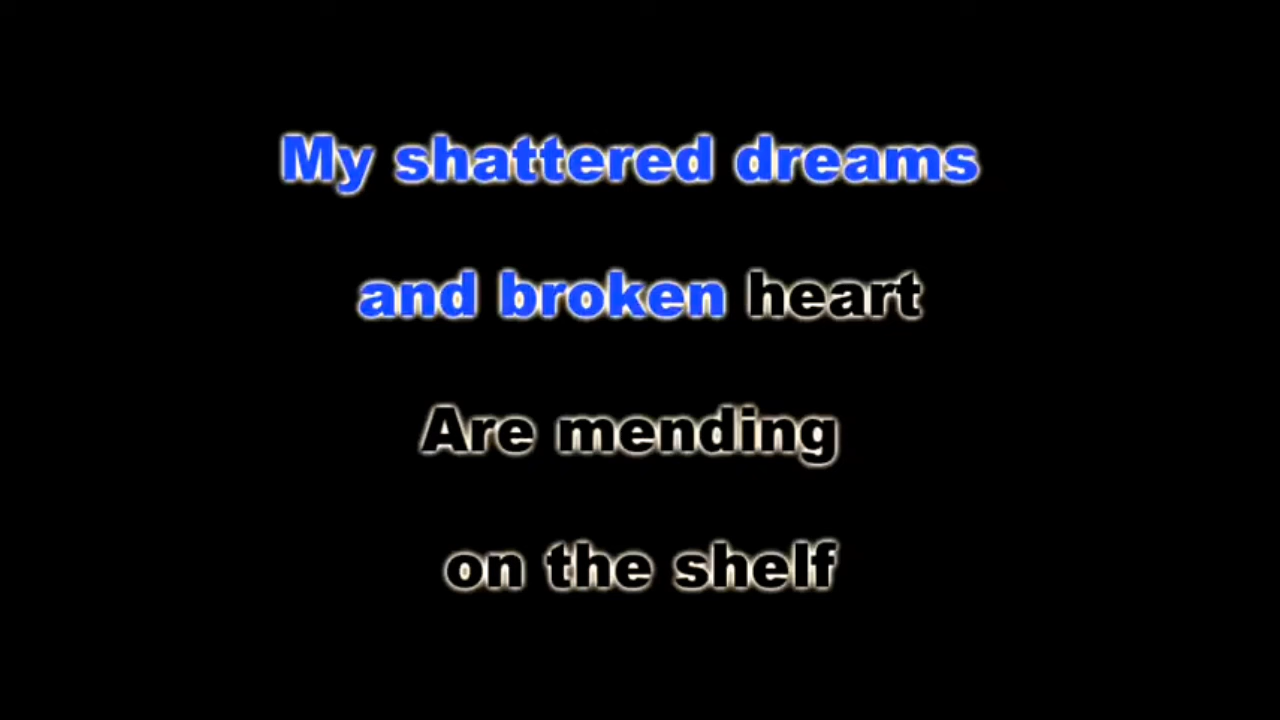 My shattered dreams
and broken heart
Are mending
on the shelf